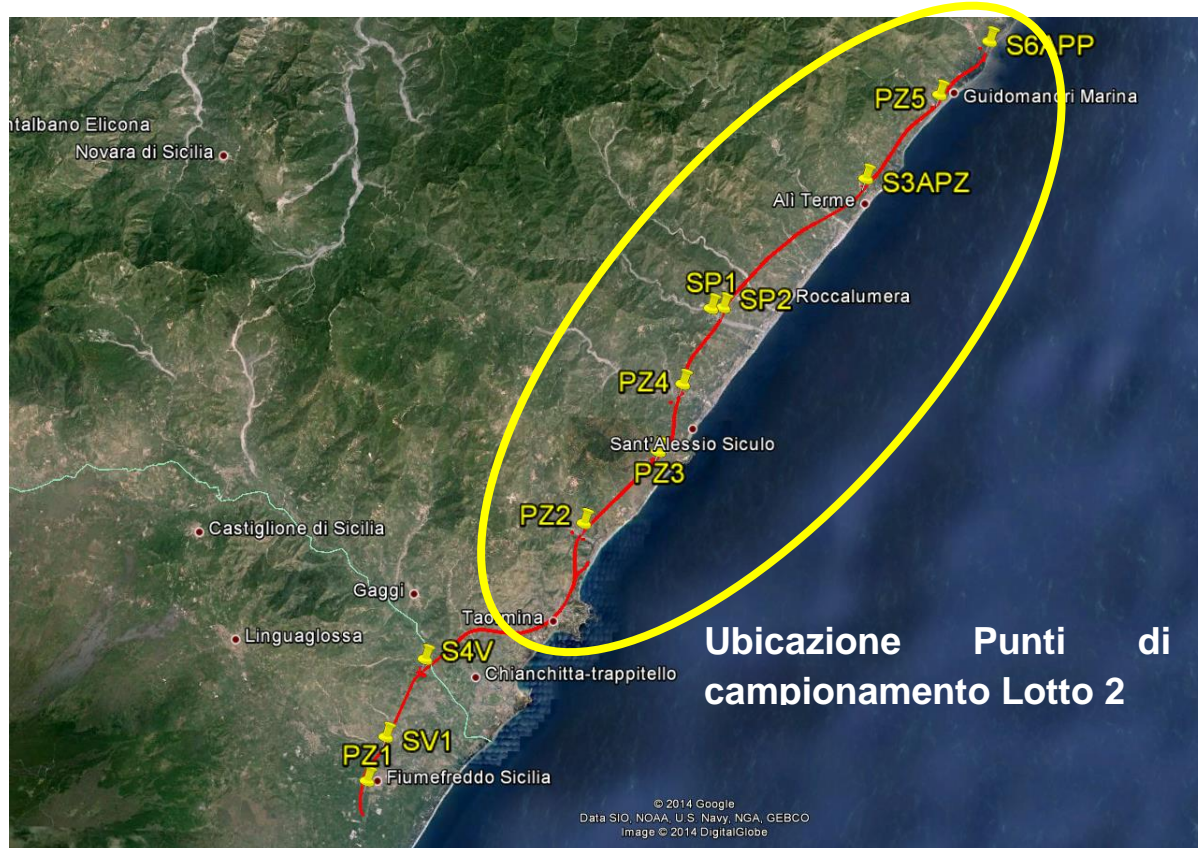 S6APP
PZ5
Guidomandri Marina
ntalbano Elicona
Novara di Sicilia
S3APZ
Alì Terme
SP1
SP2
Roccalumera
PZ4
Sant'Alessio Siculo
PZ3
PZ2
Castiglione di Sicilia
Gaggi
Taormina
Linguaglossa
S4V
Chianchitta-trappitello
Ubicazione Punti di
campionamento Lotto 2
SV1
PZ1
Fiumefreddo Sicilia
© 2014 Google
Data SIO, NOAA, U.S. Navy, NGA, GEBCO
Image © 2014 DigitalGlobe